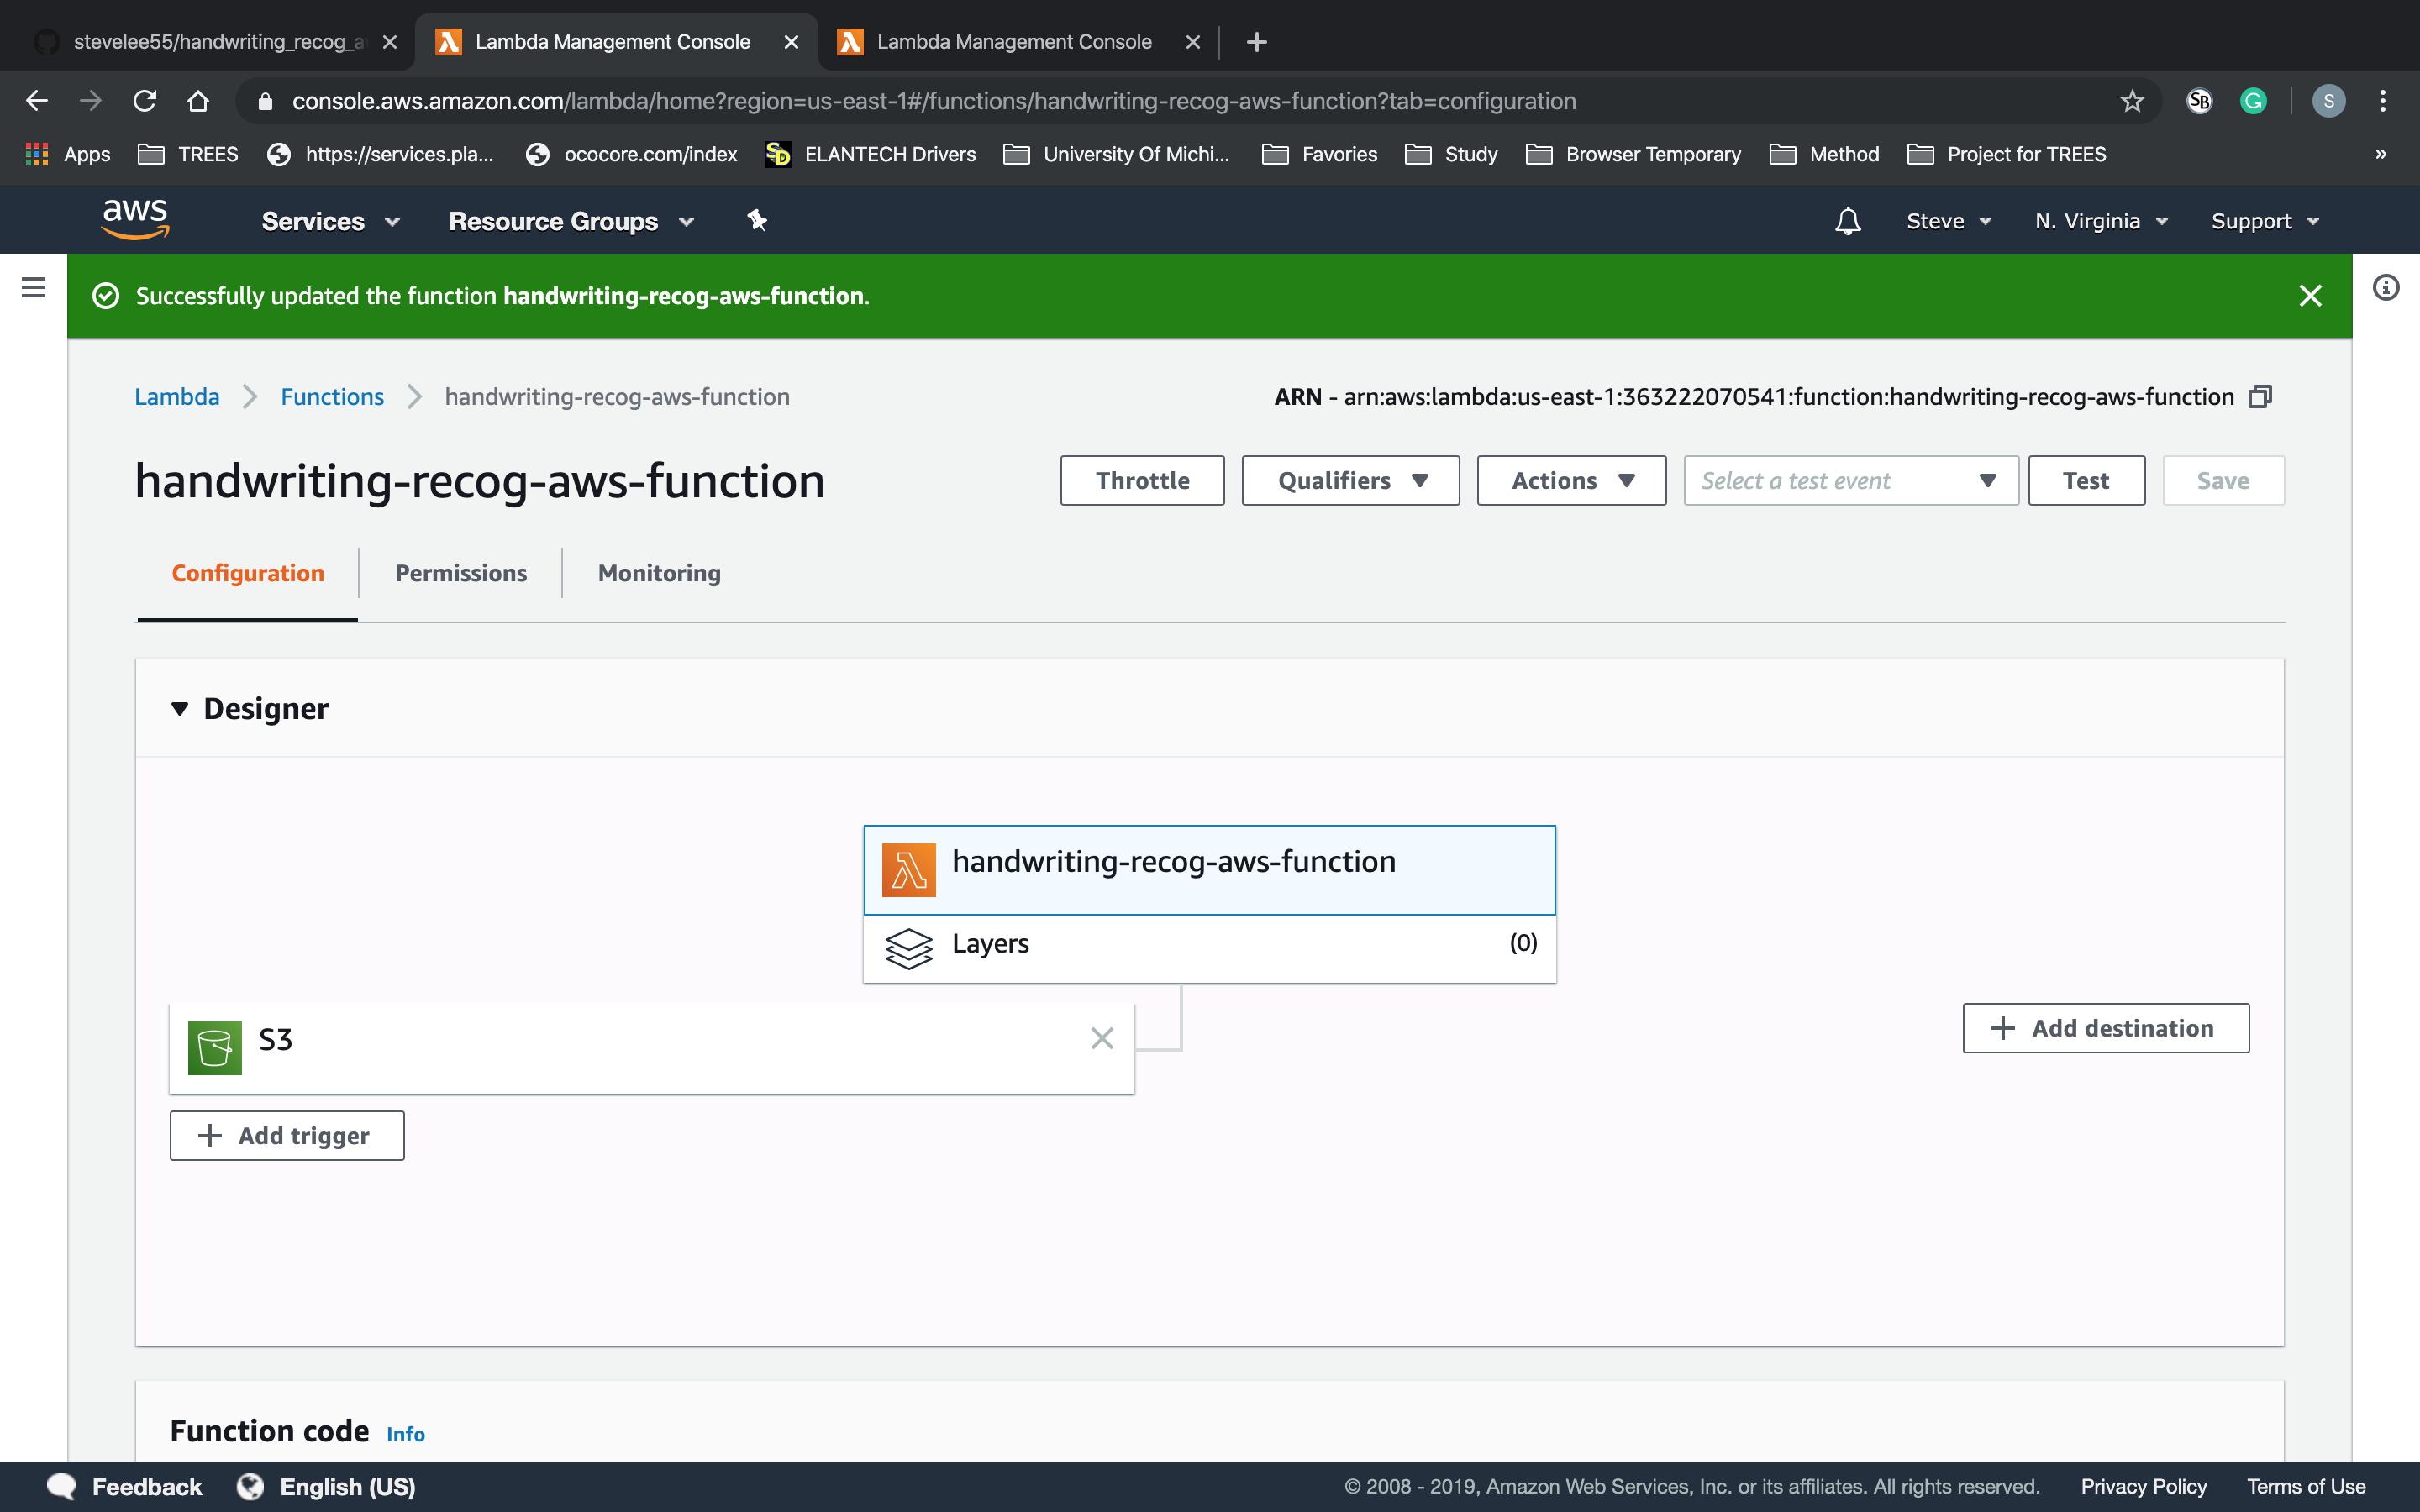 stevelee55/handwriting_recog_a
Lambda Management Console
Lambda Management Console
console.aws.amazon.com/lambda/home?region=us-east-1#/functions/handwriting-recog-aws-function?tab=configuration
SB
G
S
Apps
TREES
https://services.pla...
ococore.com/index
SD
ELANTECH Drivers
University Of Michi...
Favories
Study
Browser Temporary
Method
Project for TREES
»
aws
Services
Resource Groups
Steve
N. Virginia
Support
Successfully updated the function handwriting-recog-aws-function.
Lambda
Functions
handwriting-recog-aws-function
ARN - arn:aws:lambda:us-east-1:363222070541:function:handwriting-recog-aws-function
handwriting-recog-aws-function
Throttle
Qualifiers
Actions
Select a test event
Test
Save
Configuration
Permissions
Monitoring
Designer
handwriting-recog-aws-function
Layers
(0)
S3
Add destination
Add trigger
Function code
Info
Feedback
English (US)
© 2008 - 2019, Amazon Web Services, Inc. or its affiliates. All rights reserved.
Privacy Policy
Terms of Use